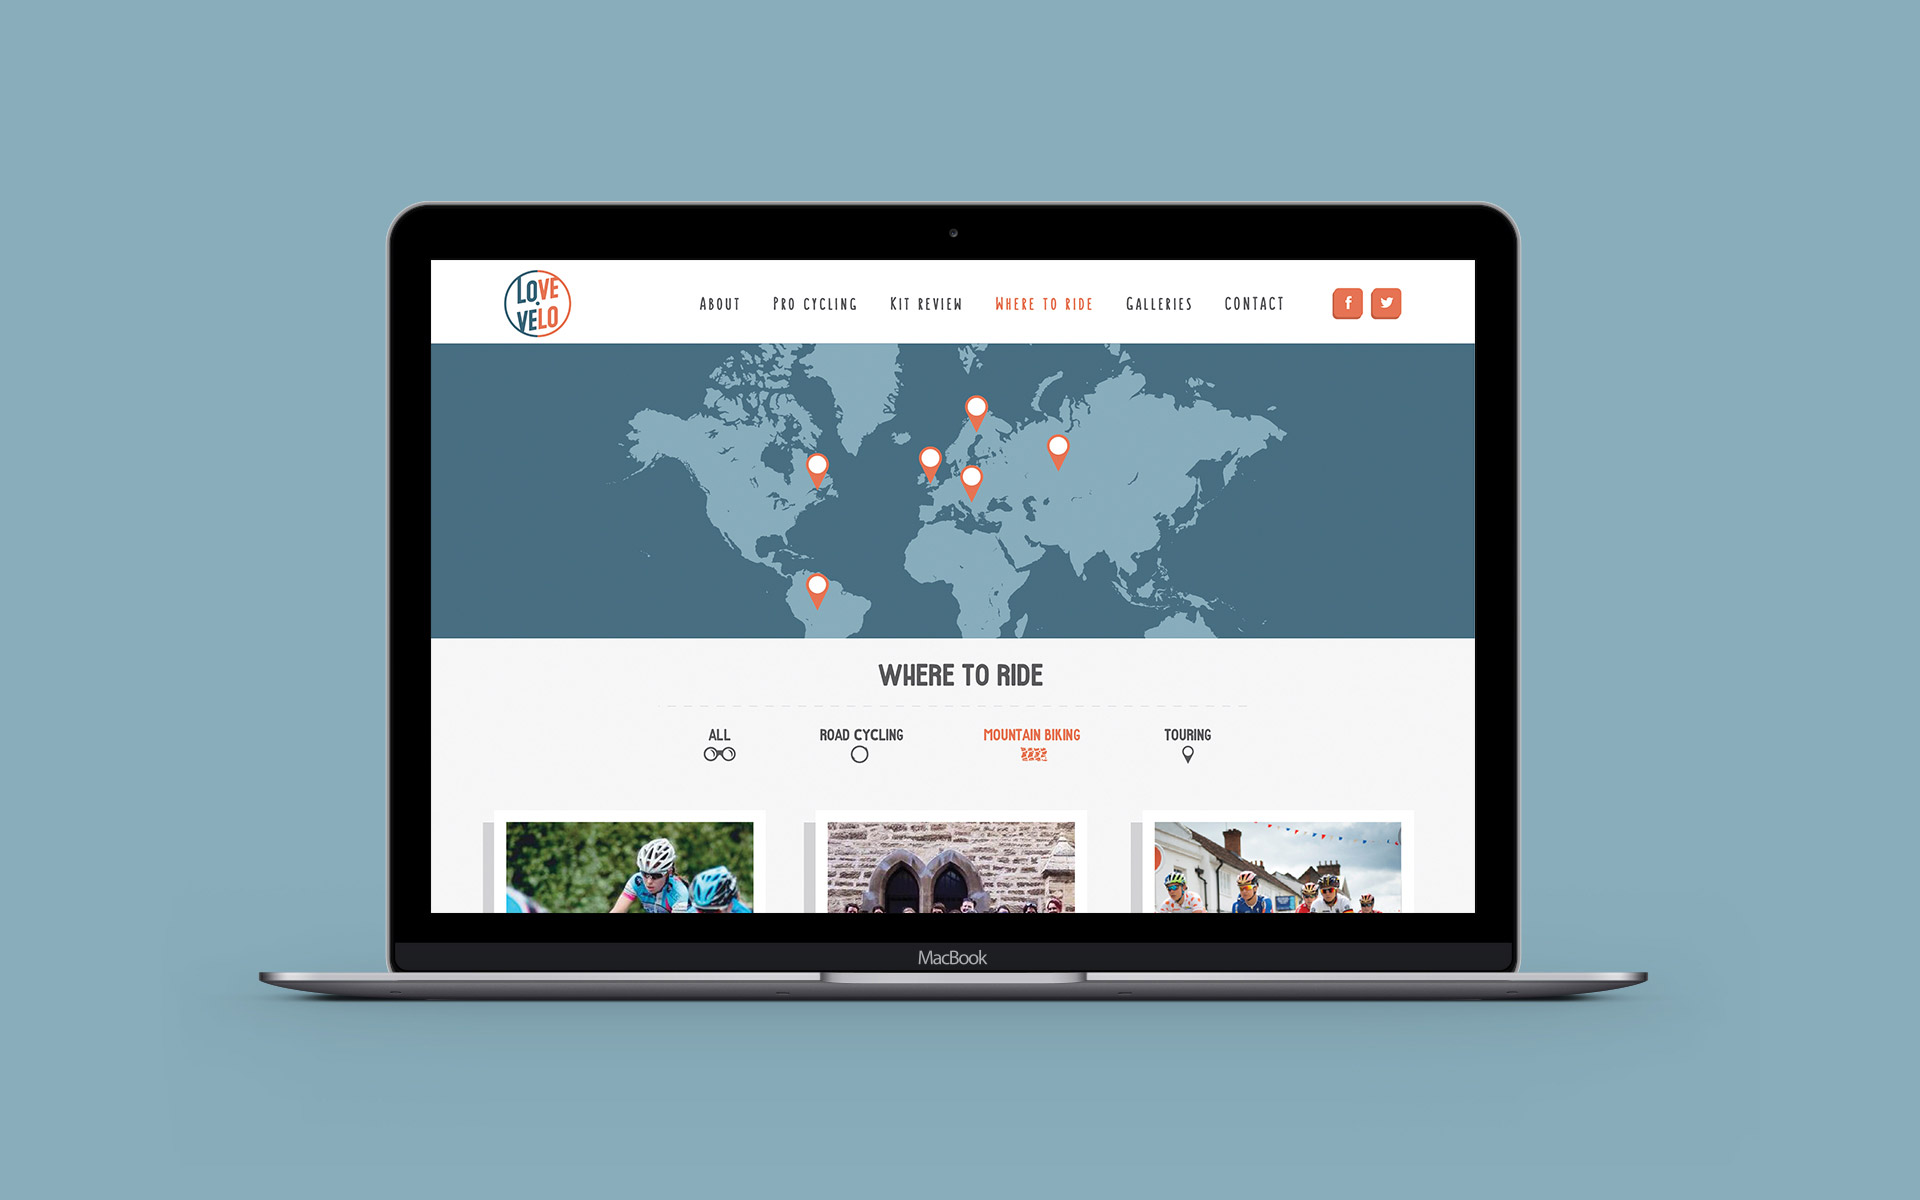 LOVE
VELO
ABOUT PRO CYCLING KIT REVIEW WHERE TO RIDE GALLERIES CONTACT
f
WHERE TO RIDE
ALL ROAD CYCLING MOUNTAIN BIKING TOURING
MacBook